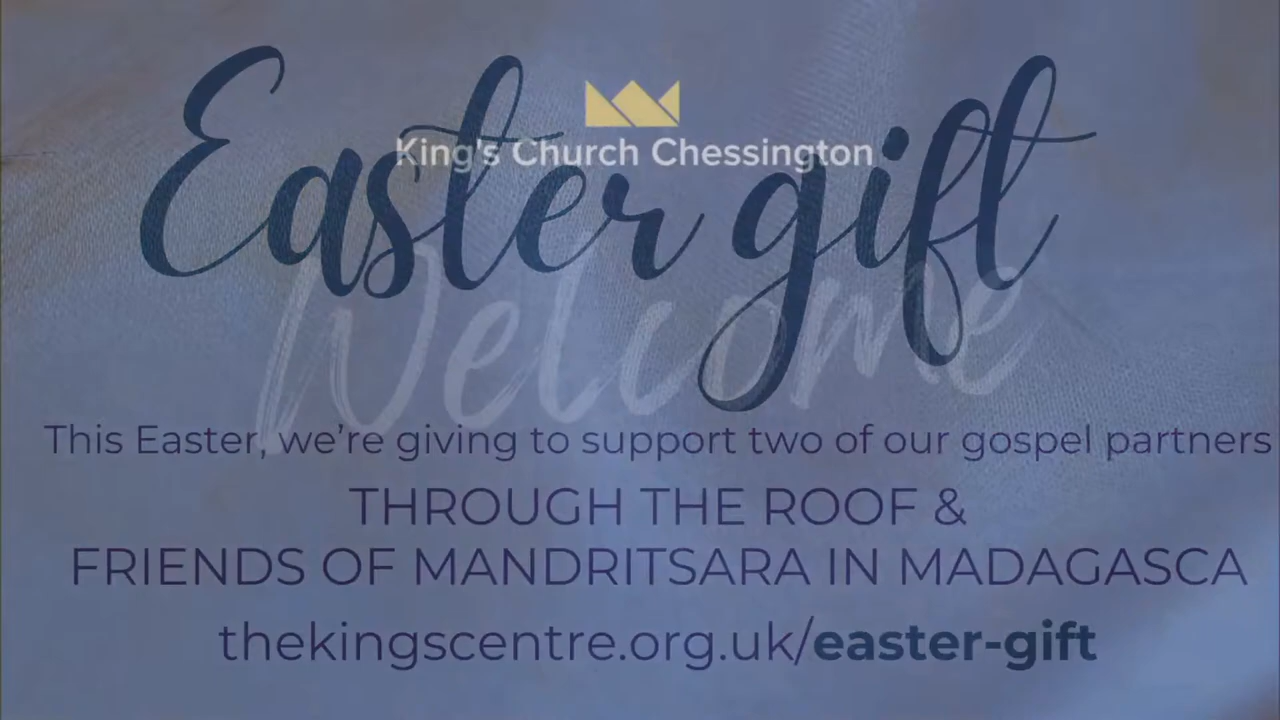 Easter gift
King's Church Chessington
Welcome
This Easter, we're giving to support two of our gospel partners
THROUGH THE ROOF &
FRIENDS OF MANDRITSARA IN MADAGASCA
thekingscentre.org.uk/easter-gift